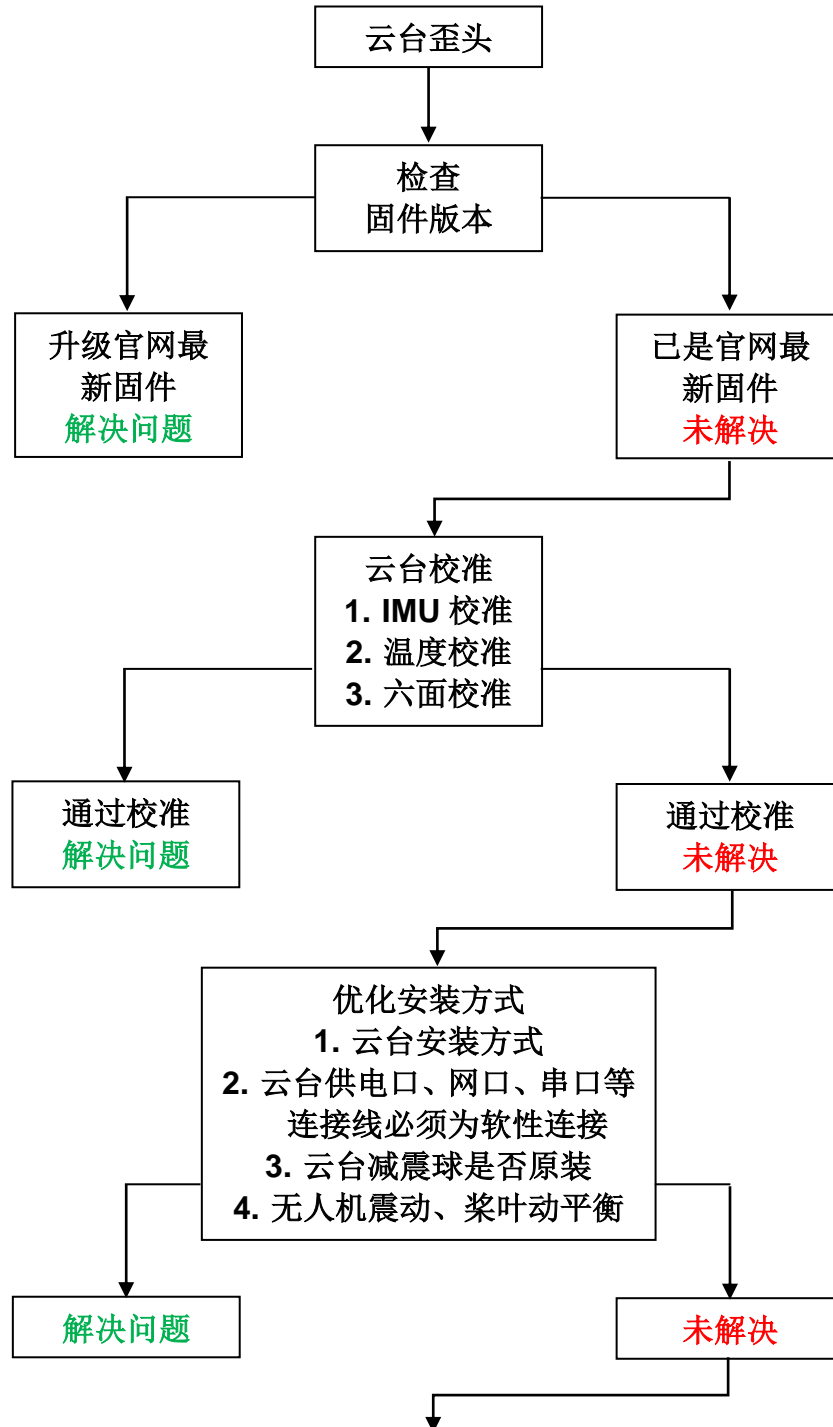 云台歪头
检查
固件版本
升级官网最
新固件
解决问题
已是官网最
新固件
未解决
云台校准
1. IMU 校准
2. 温度校准
3. 六面校准
通过校准
解决问题
通过校准
未解决
优化安装方式
1. 云台安装方式
2. 云台供电口、网口、串口等
连接线必须为软性连接
3. 云台减震球是否原装
4. 无人机震动、桨叶动平衡
解决问题
未解决